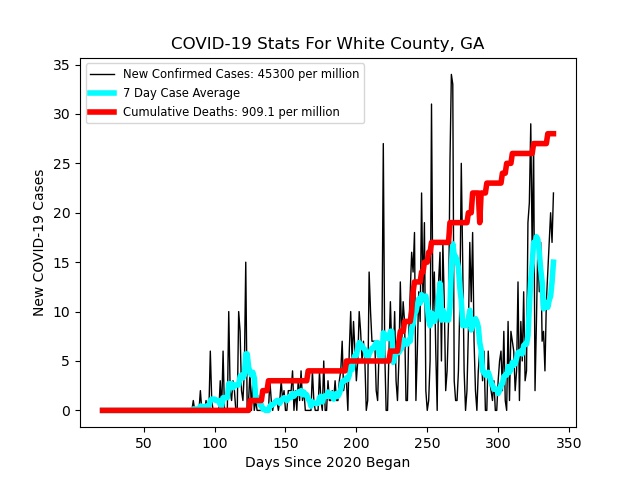 COVID-19 Stats For White County, GA
New Confirmed Cases: 45300 per million
7 Day Case Average
Cumulative Deaths: 909.1 per million
New COVID-19 Cases
35
30
25
20
15
10
5
0
50 100 150 200 250 300 350
Days Since 2020 Began